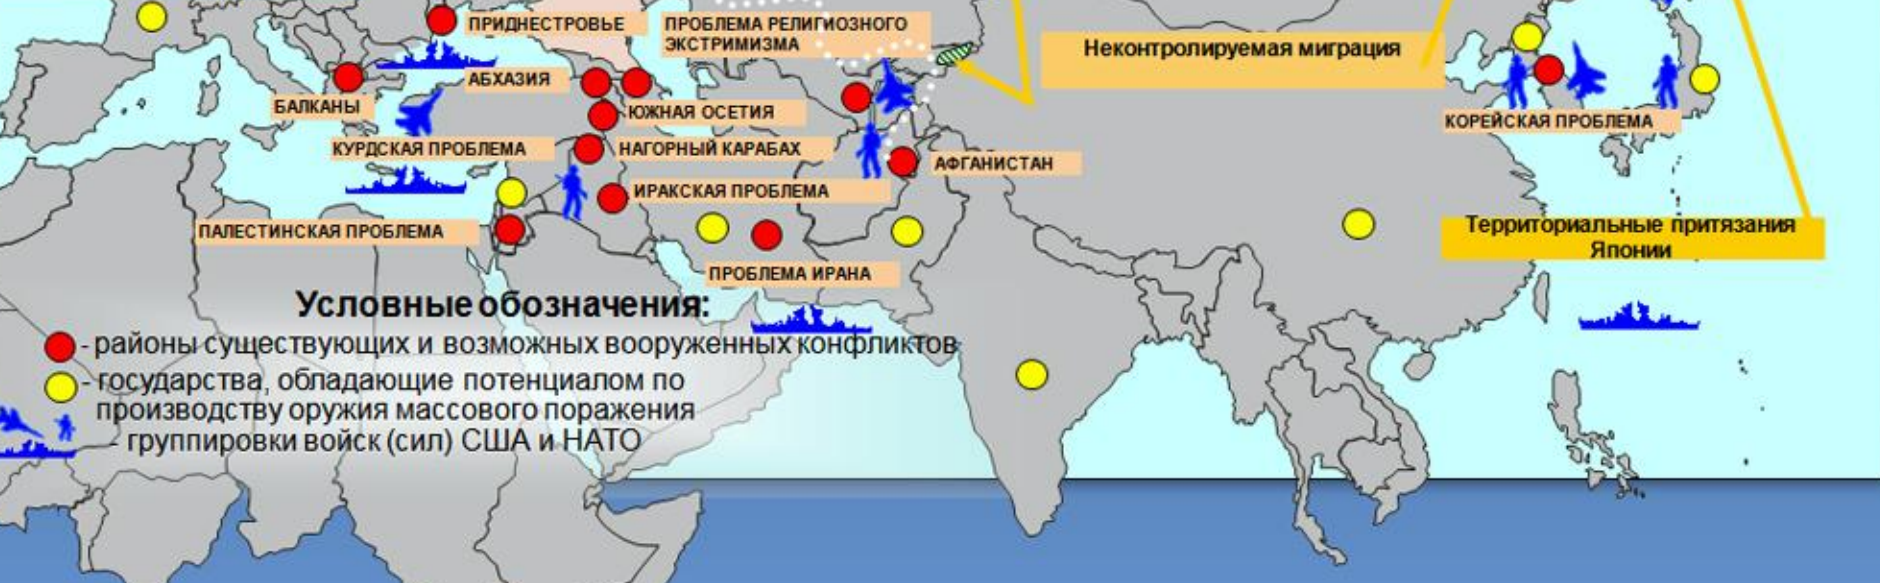 ПРИДНЕСТРОВЬЕ
ПРОБЛЕМА РЕЛИГИОЗНОГО
ЭКСТРИМИЗМА
Неконтролируемая миграция
АБХАЗИЯ
БАЛКАНЫ
ЮЖНАЯ ОСЕТИЯ
КОРЕЙСКАЯ ПРОБЛЕМА
КУРДСКАЯ ПРОБЛЕМА
НАГОРНЫЙ КАРАБАХ
АФГАНИСТАН
ИРАКСКАЯ ПРОБЛЕМА
ПАЛЕСТИНСКАЯ ПРОБЛЕМА
Территориальные притязания
Японии
ПРОБЛЕМА ИРАНА
Условные обозначения:
- районы существующих и возможных вооруженных конфликтов
- государства, обладающие потенциалом по
производству оружия массового поражения
- группировки войск (сил) США и НАТО